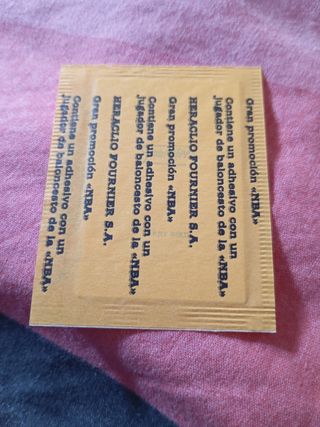 Gran promoción «NBA»
Contiene un adhesivo con un
jugador de baloncesto de la «NBA»
HERACLIO FOURNIER S.A.
Gran promoción «NBA»
Contiene un adhesivo con un
jugador de baloncesto de la «NBA»
HERACLIO FOURNIER S.A.
Gran promoción «NBA»
Contiene un adhesivo con un
jugador de baloncesto de la «NBA»